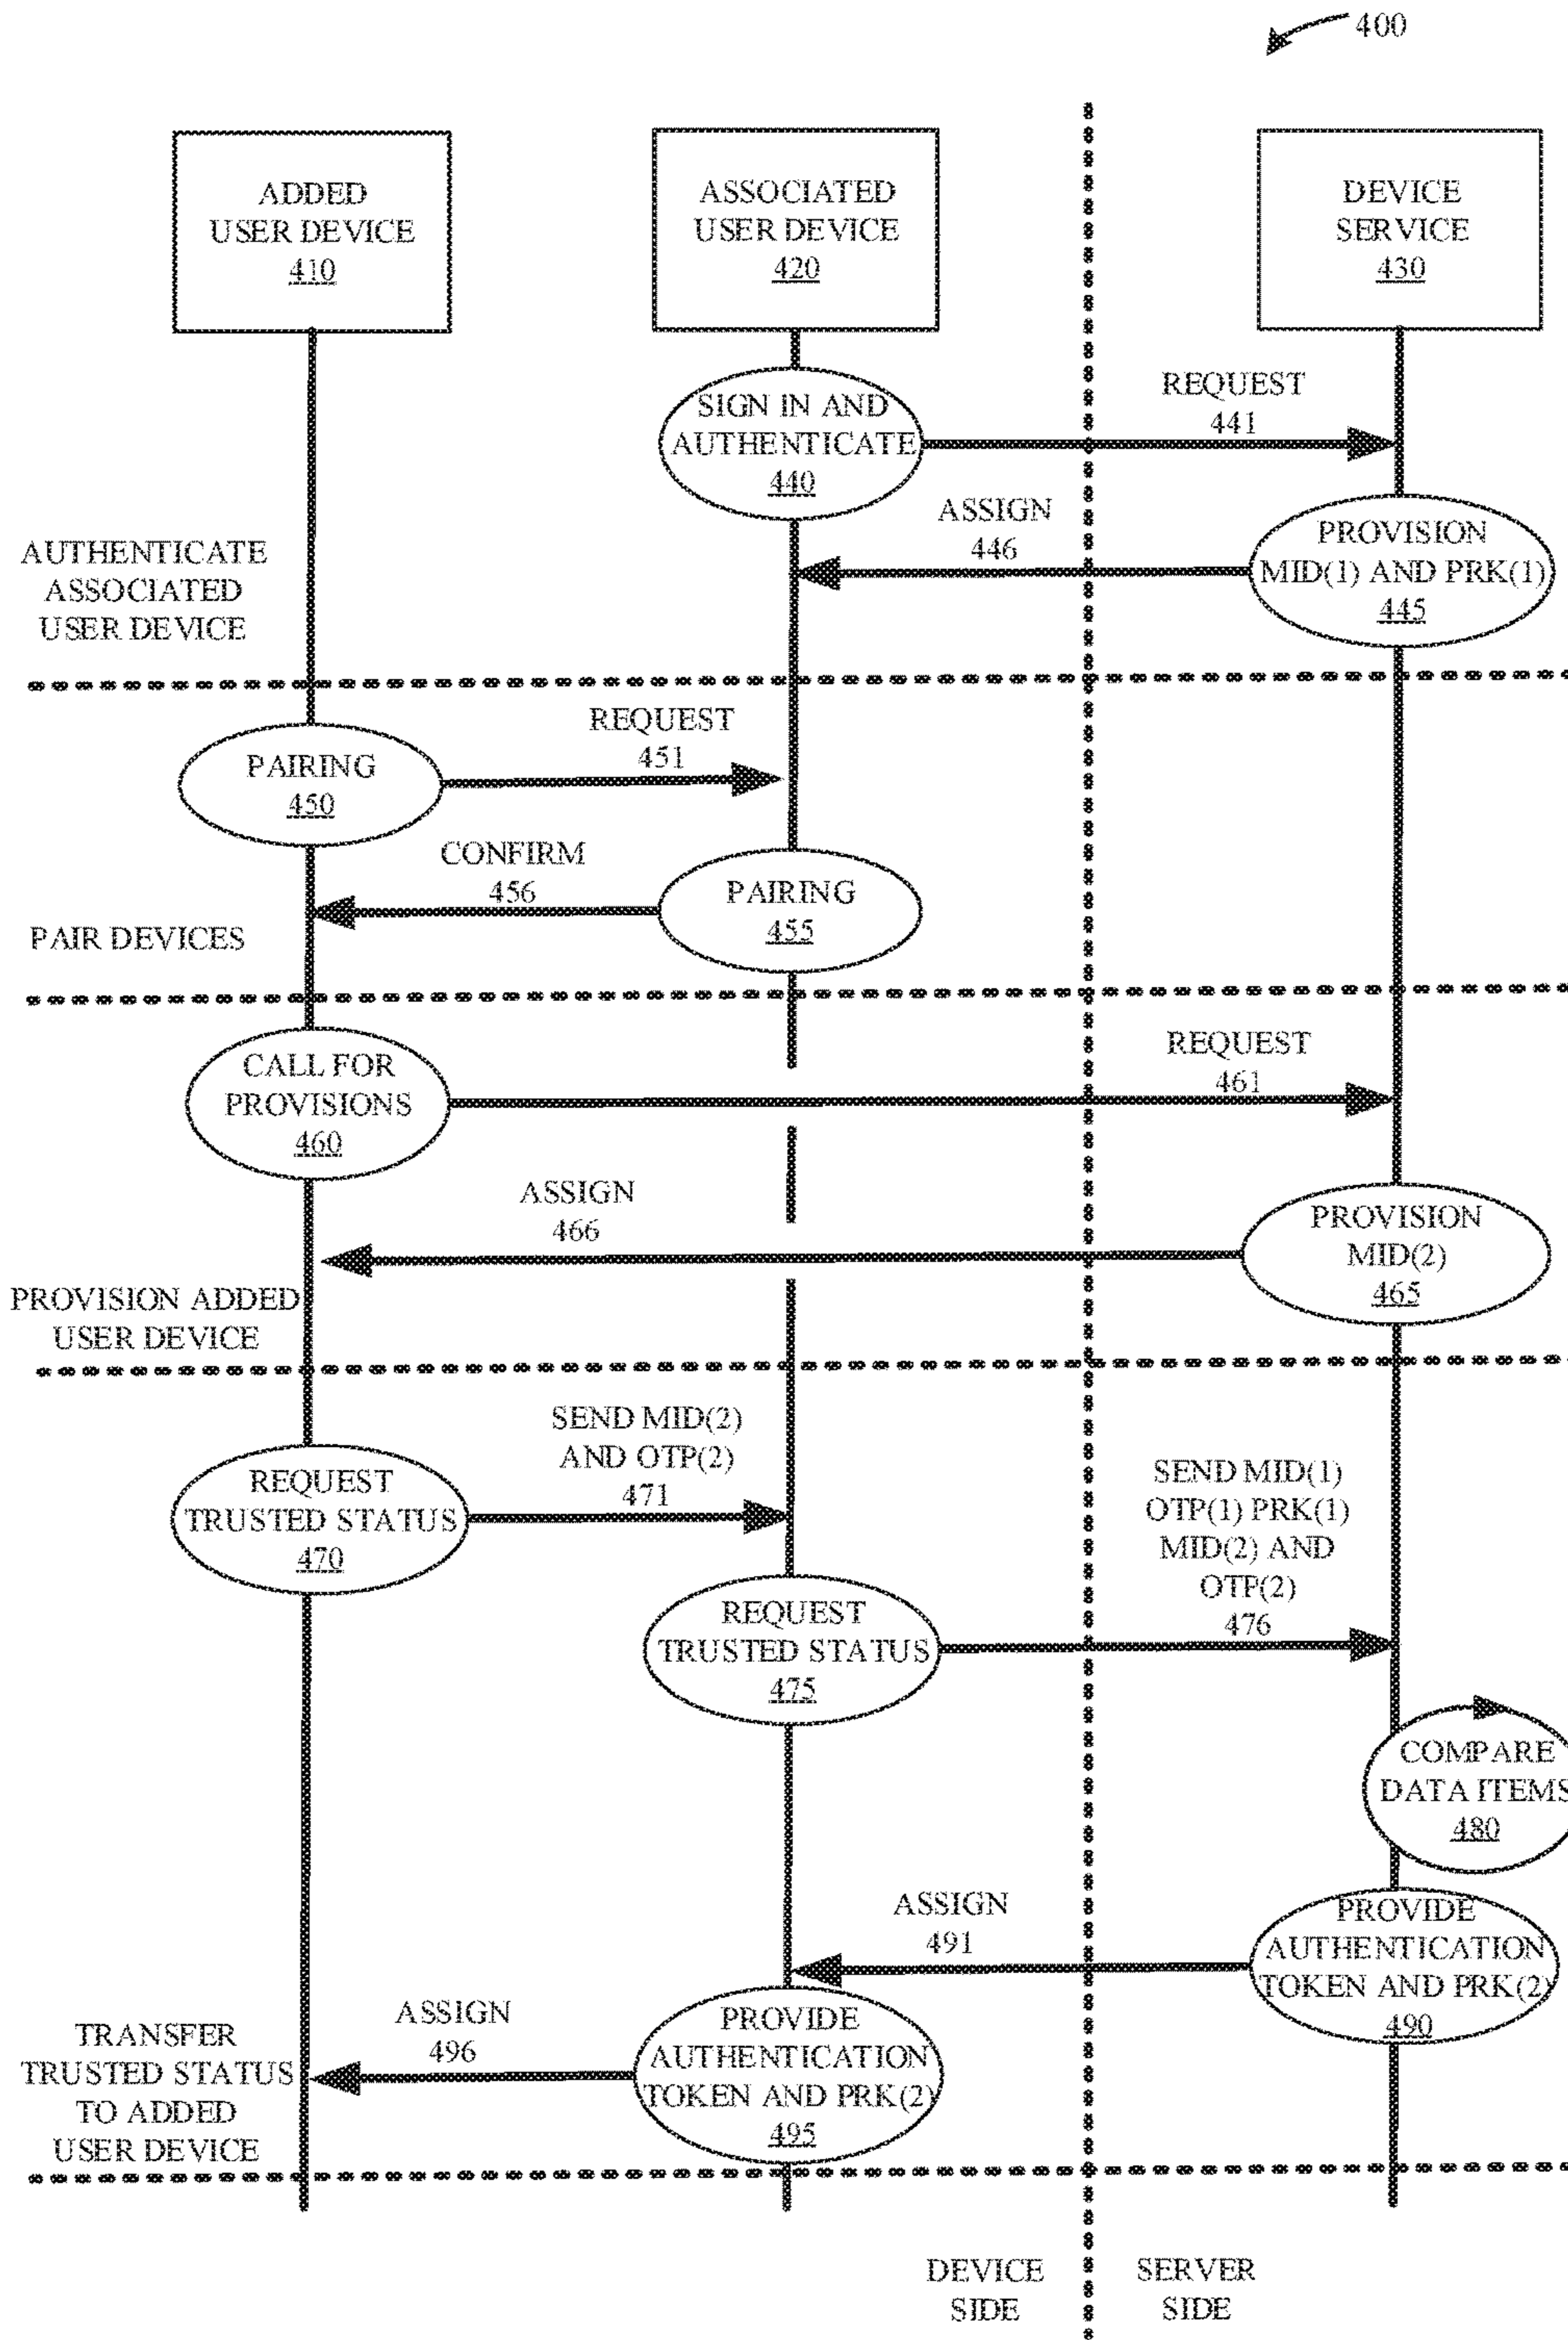 400
ADDED
USER DEVICE
410
ASSOCIATED
USER DEVICE
420
DEVICE
SERVICE
430
SIGN IN AND
AUTHENTICATE
440
REQUEST
441
ASSIGN
446
PROVISION
MID(1) AND PRK(1)
445
AUTHENTICATE
ASSOCIATED
USER DEVICE
PAIRING
450
REQUEST
451
CONFIRM
456
PAIRING
455
PAIR DEVICES
CALL FOR
PROVISIONS
460
REQUEST
461
ASSIGN
466
PROVISION
MID(2)
465
PROVISION ADDED
USER DEVICE
REQUEST
TRUSTED STATUS
470
SEND MID(2)
AND OTP(2)
471
REQUEST
TRUSTED STATUS
475
SEND MID(1)
OTP(1) PRK(1)
MID(2) AND
OTP(2)
476
COMPARE
DATA ITEMS
480
PROVIDE
AUTHENTICATION
TOKEN AND PRK(2)
490
ASSIGN
491
PROVIDE
AUTHENTICATION
TOKEN AND PRK(2)
495
ASSIGN
496
TRANSFER
TRUSTED STATUS
TO ADDED
USER DEVICE
DEVICE
SIDE
SERVER
SIDE